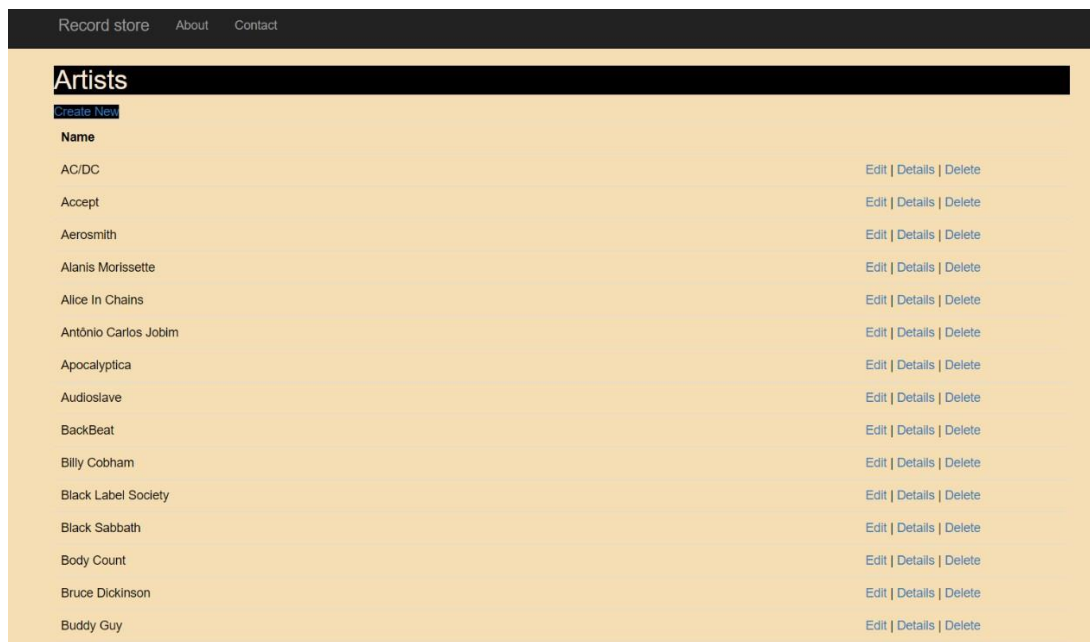 Record store About Contact
Artists
Create New
Name
AC/DC Edit | Details | Delete
Accept Edit | Details | Delete
Aerosmith Edit | Details | Delete
Alanis Morissette Edit | Details | Delete
Alice In Chains Edit | Details | Delete
Antônio Carlos Jobim Edit | Details | Delete
Apocalyptica Edit | Details | Delete
Audioslave Edit | Details | Delete
BackBeat Edit | Details | Delete
Billy Cobham Edit | Details | Delete
Black Label Society Edit | Details | Delete
Black Sabbath Edit | Details | Delete
Body Count Edit | Details | Delete
Bruce Dickinson Edit | Details | Delete
Buddy Guy Edit | Details | Delete